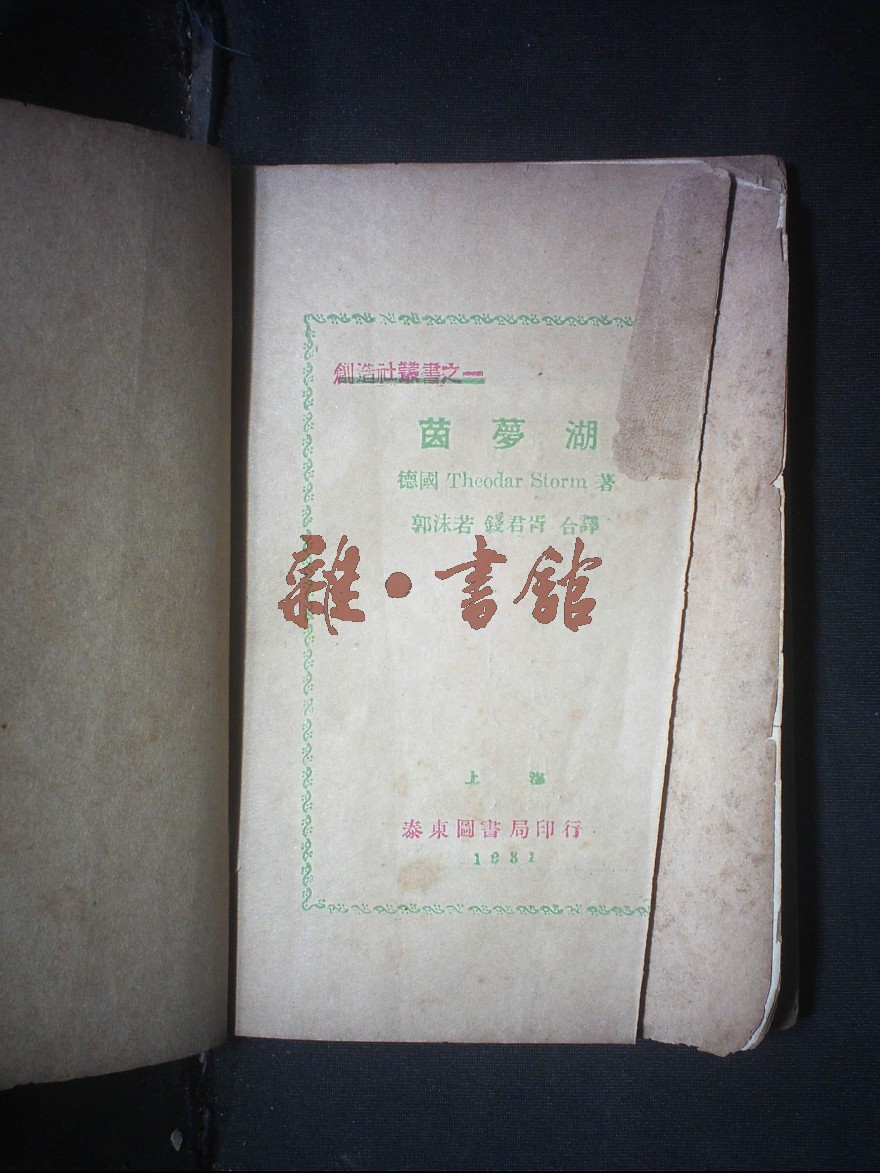 創造社叢書之一
茵夢湖
德國 Theodar Storm 著
郭沫若 錢君胥 合譯
雜·書館
上海
泰東圖書局印行
1931